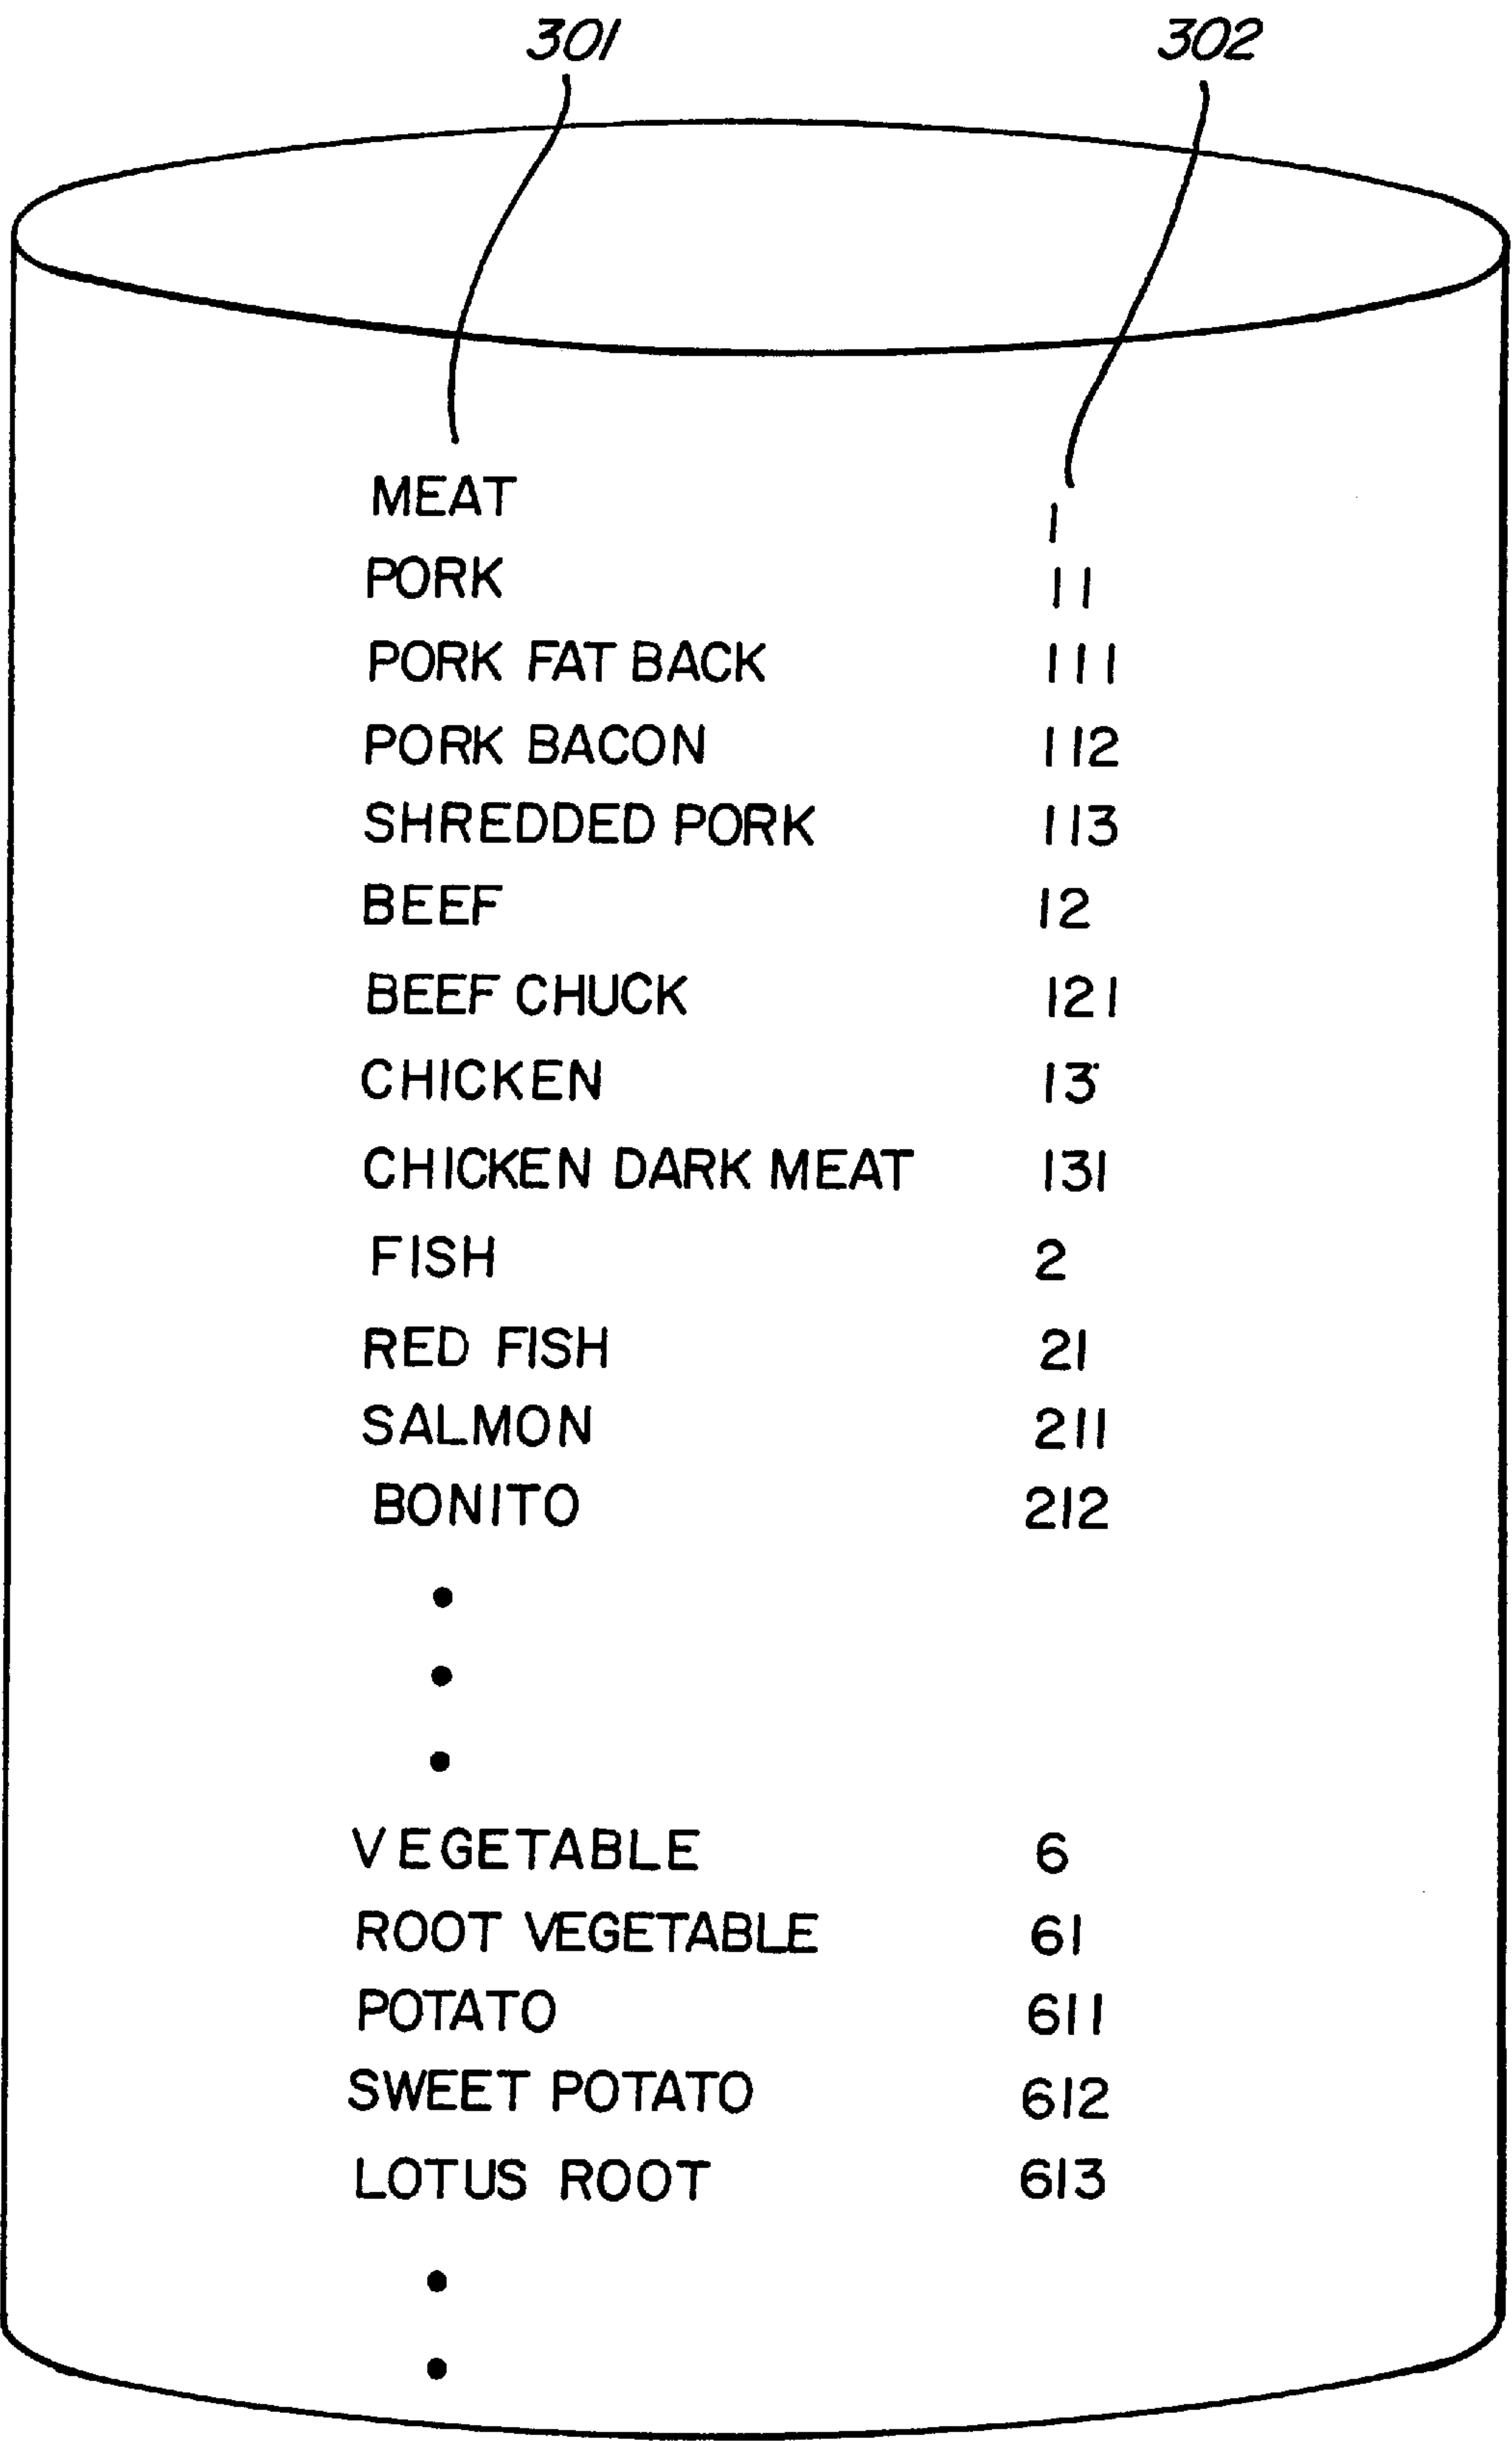 301 302
MEAT 1
PORK 11
PORK FAT BACK 111
PORK BACON 112
SHREDDED PORK 113
BEEF 12
BEEF CHUCK 121
CHICKEN 13
CHICKEN DARK MEAT 131
FISH 2
RED FISH 21
SALMON 211
BONITO 212
VEGETABLE 6
ROOT VEGETABLE 61
POTATO 611
SWEET POTATO 612
LOTUS ROOT 613